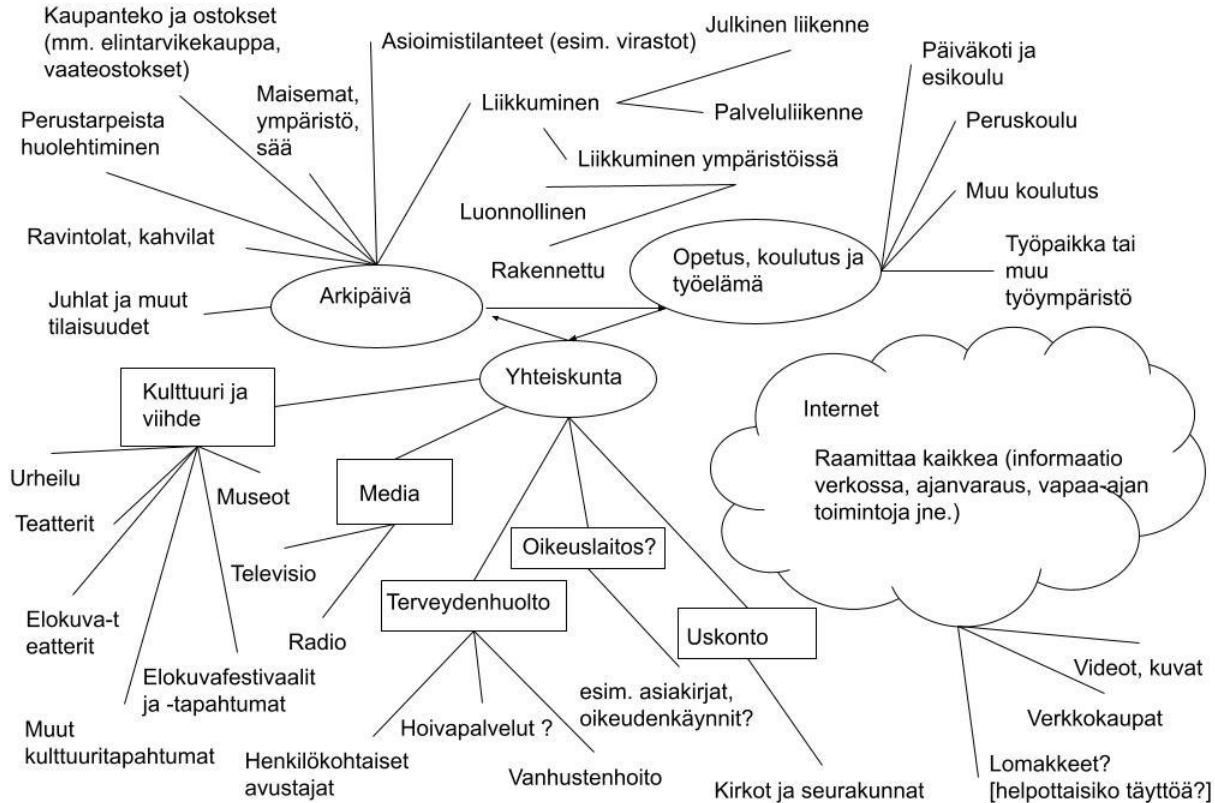 Kaupanteko ja ostokset
(mm. elintarvikekauppa,
vaateostokset)
Asioimistilanteet (esim. virastot)
Julkinen liikenne
Päiväkoti ja
esikoulu
Maisemat,
ympäristö,
sää
Liikkuminen
Palveluliikenne
Perustarpeista
huolehtiminen
Peruskoulu
Liikkuminen ympäristöissä
Muu koulutus
Luonnollinen
Ravintolat, kahvilat
Rakennettu
Opetus, koulutus ja
työelämä
Työpaikka tai
muu
työympäristö
Arkipäivä
Juhlat ja muut
tilaisuudet
Yhteiskunta
Kulttuuri ja
viihde
Internet
Raamittaa kaikkea (informaatio
verkossa, ajanvaraus, vapaa-ajan
toimintoja jne.)
Urheilu
Museot
Media
Teatterit
Oikeuslaitos?
Televisio
Terveydenhuolto
Elokuva-t
eatterit
Radio
Uskonto
Videot, kuvat
Elokuvafestivaalit
ja -tapahtumat
esim. asiakirjat,
oikeudenkäynnit?
Verkkokaupat
Muut
kulttuuritapahtumat
Hoivapalvelut ?
Henkilökohtaiset
avustajat
Vanhustenhoito
Kirkot ja seurakunnat
Lomakkeet?
[helpottaisiko täyttöä?]